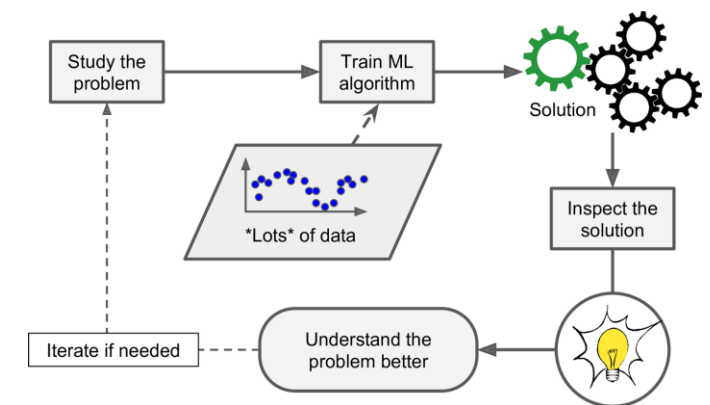 Study the
problem
Train ML
algorithm
Solution
*Lots* of data
Inspect the
solution
Understand the
problem better
Iterate if needed